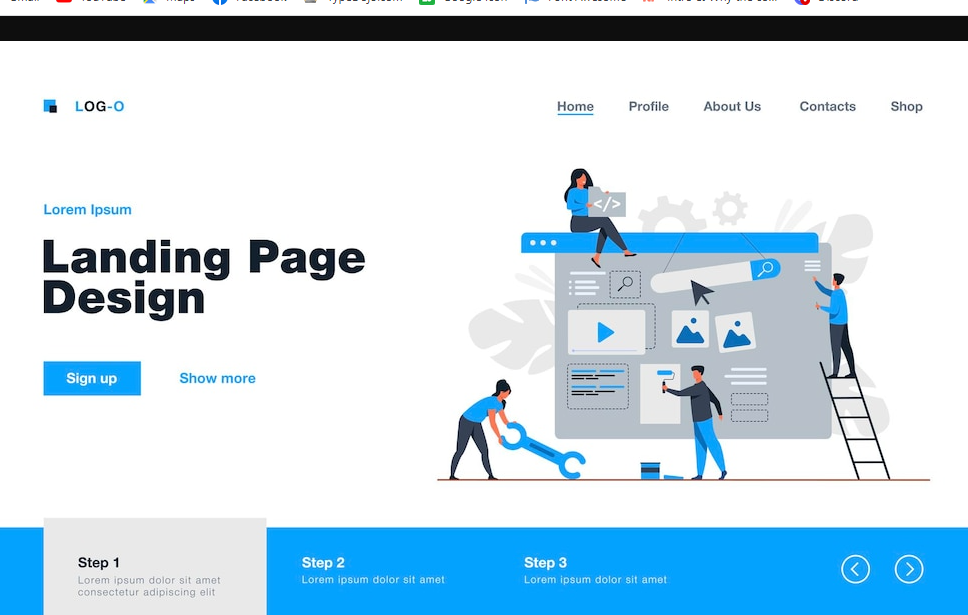 LOG-O
Home Profile About Us Contacts Shop
Lorem Ipsum
Landing Page
Design
Sign up Show more
</>
Step 1
Lorem ipsum dolor sit amet
consectetur adipiscing elit
Step 2
Lorem ipsum dolor sit amet
Step 3
Lorem ipsum dolor sit amet